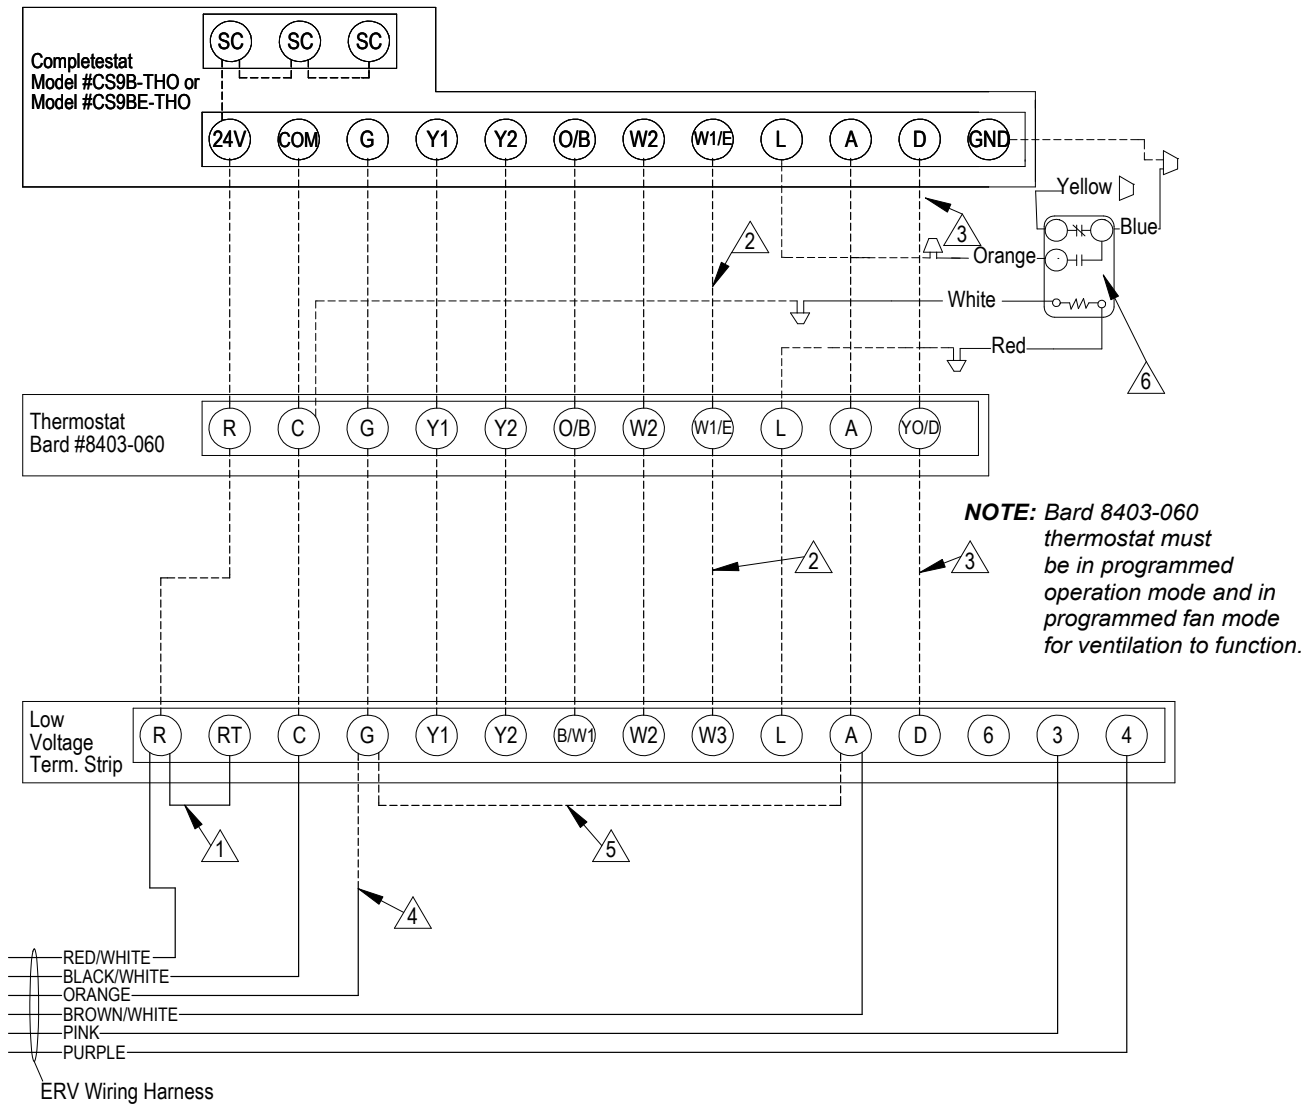 SC SC SC
Completestat
Model #CS9B-THO or
Model #CS9BE-THO
24V COM G Y1 Y2 O/B W2 W1/E L A D GND
Yellow
Blue
2
3
Orange
White
Red
6
Thermostat
Bard #8403-060
R C G Y1 Y2 O/B W2 W1/E L A YO/D
NOTE: Bard 8403-060
thermostat must
be in programmed
operation mode and in
programmed fan mode
for ventilation to function.
2
3
Low
Voltage
Term. Strip
R RT C G Y1 Y2 B/W1 W2 W3 L A D 6 3 4
1
5
4
RED/WHITE
BLACK/WHITE
ORANGE
BROWN/WHITE
PINK
PURPLE
ERV Wiring Harness